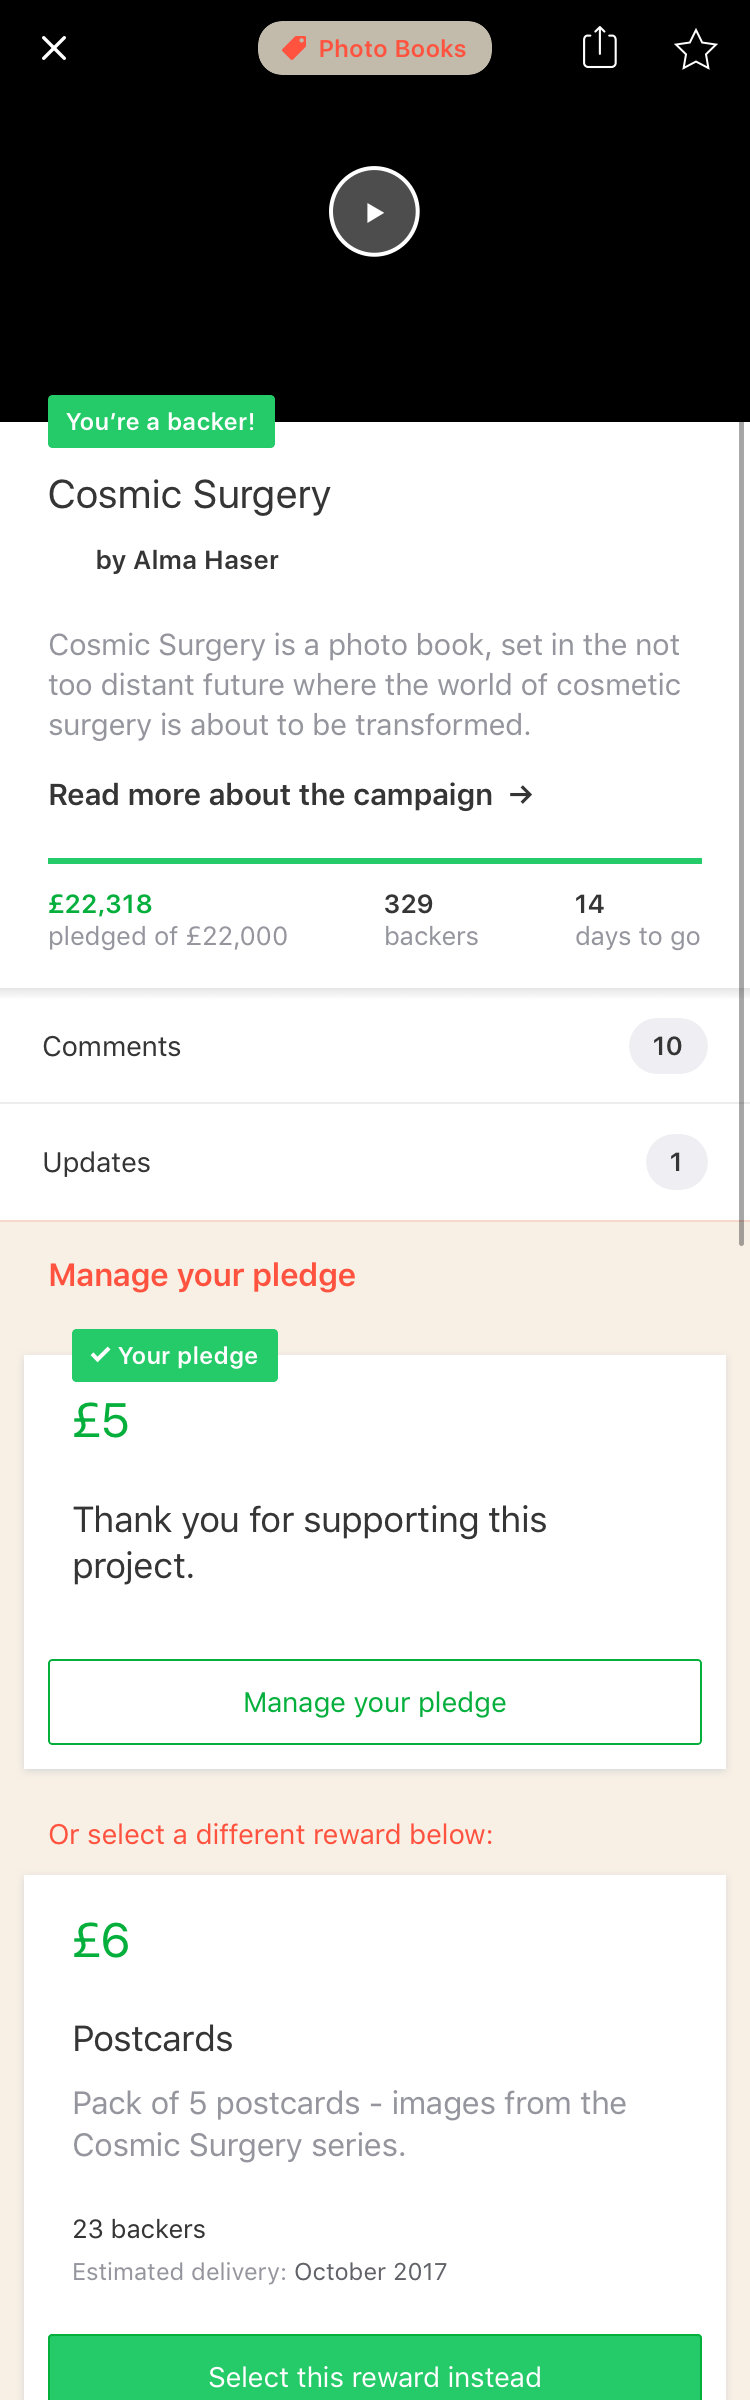 Photo Books
You’re a backer!
Cosmic Surgery
by Alma Haser
Cosmic Surgery is a photo book, set in the not
too distant future where the world of cosmetic
surgery is about to be transformed.
Read more about the campaign →
£22,318 329 14
pledged of £22,000 backers days to go
Comments 10
Updates 1
Manage your pledge
Your pledge
£5
Thank you for supporting this
project.
Manage your pledge
Or select a different reward below:
£6
Postcards
Pack of 5 postcards - images from the
Cosmic Surgery series.
23 backers
Estimated delivery: October 2017
Select this reward instead